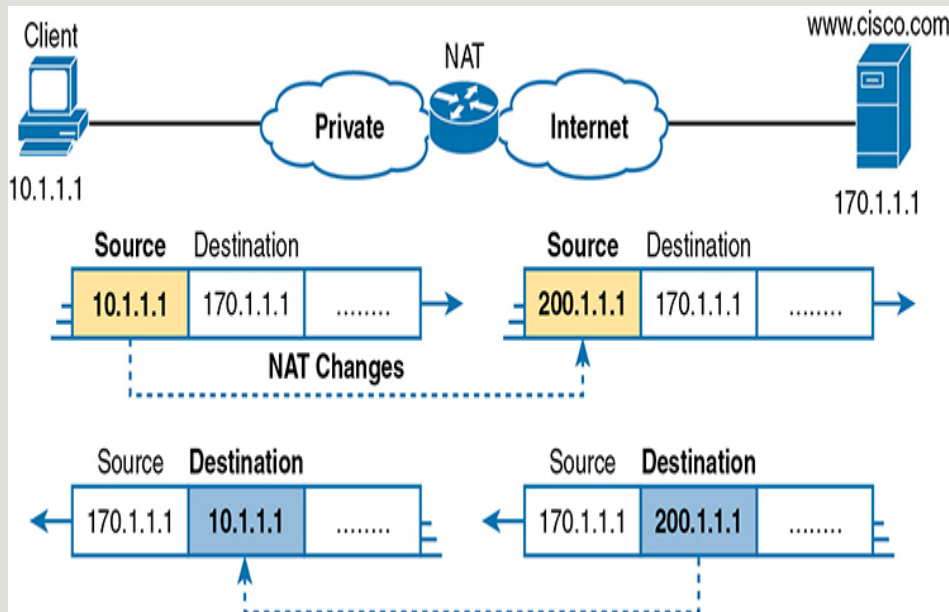 Client
NAT
www.cisco.com
Private
Internet
10.1.1.1
170.1.1.1
Source Destination
Source Destination
10.1.1.1 170.1.1.1 ........
200.1.1.1 170.1.1.1 ........
NAT Changes
Source Destination
Source Destination
170.1.1.1 10.1.1.1 ........
170.1.1.1 200.1.1.1 ........